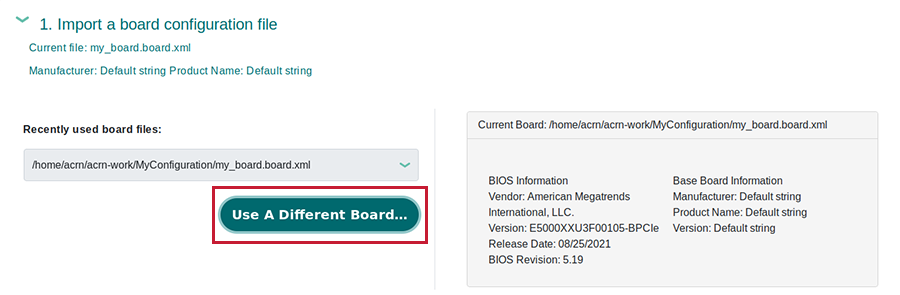 1. Import a board configuration file
Current file: my_board.board.xml
Manufacturer: Default string Product Name: Default string
Recently used board files:
/home/acrn/acrn-work/MyConfiguration/my_board.board.xml
Use A Different Board…
Current Board: /home/acrn/acrn-work/MyConfiguration/my_board.board.xml
BIOS Information
Vendor: American Megatrends
International, LLC.
Version: E5000XXU3F00105-BPCIe
Release Date: 08/25/2021
BIOS Revision: 5.19
Base Board Information
Manufacturer: Default string
Product Name: Default string
Version: Default string